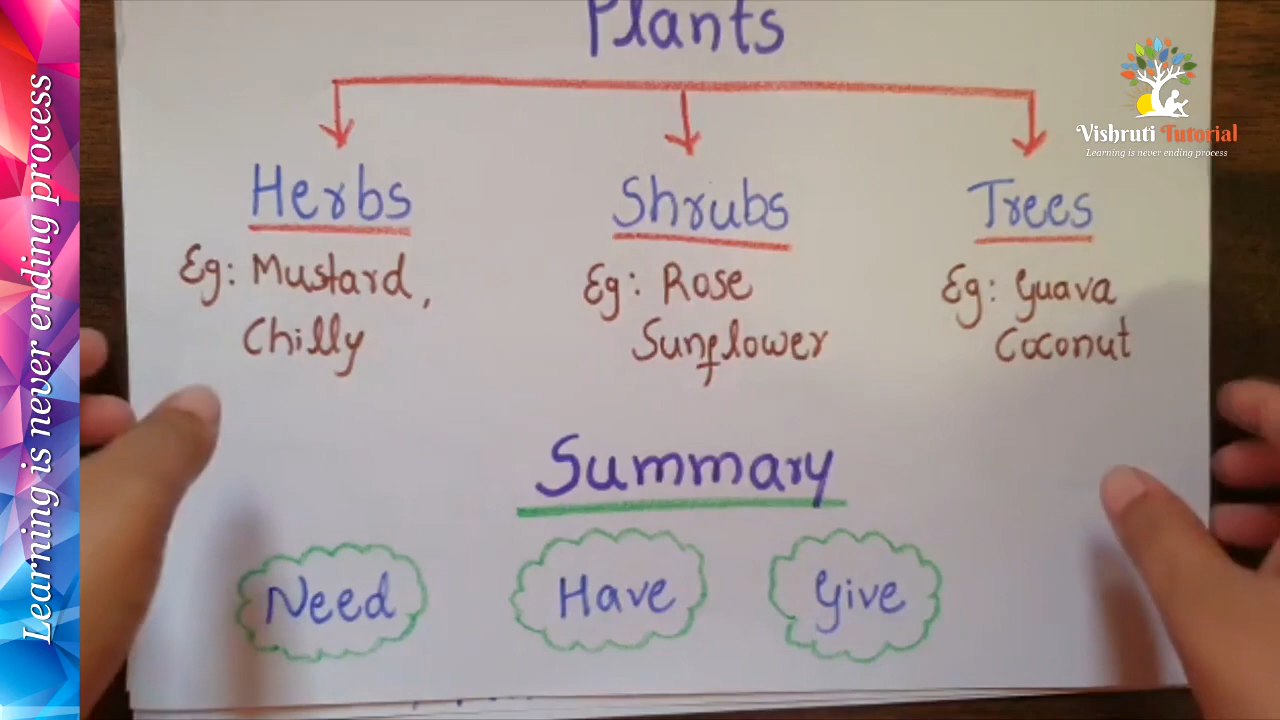 Plants
Herbs
Shrubs
Trees
Eg: Mustard,
Chilly
Eg: Rose
Sunflower
Eg: Guava
Coconut
Summary
Need
Have
Give
Vishruti Tutorial
Learning is never ending process
Learning is never ending process